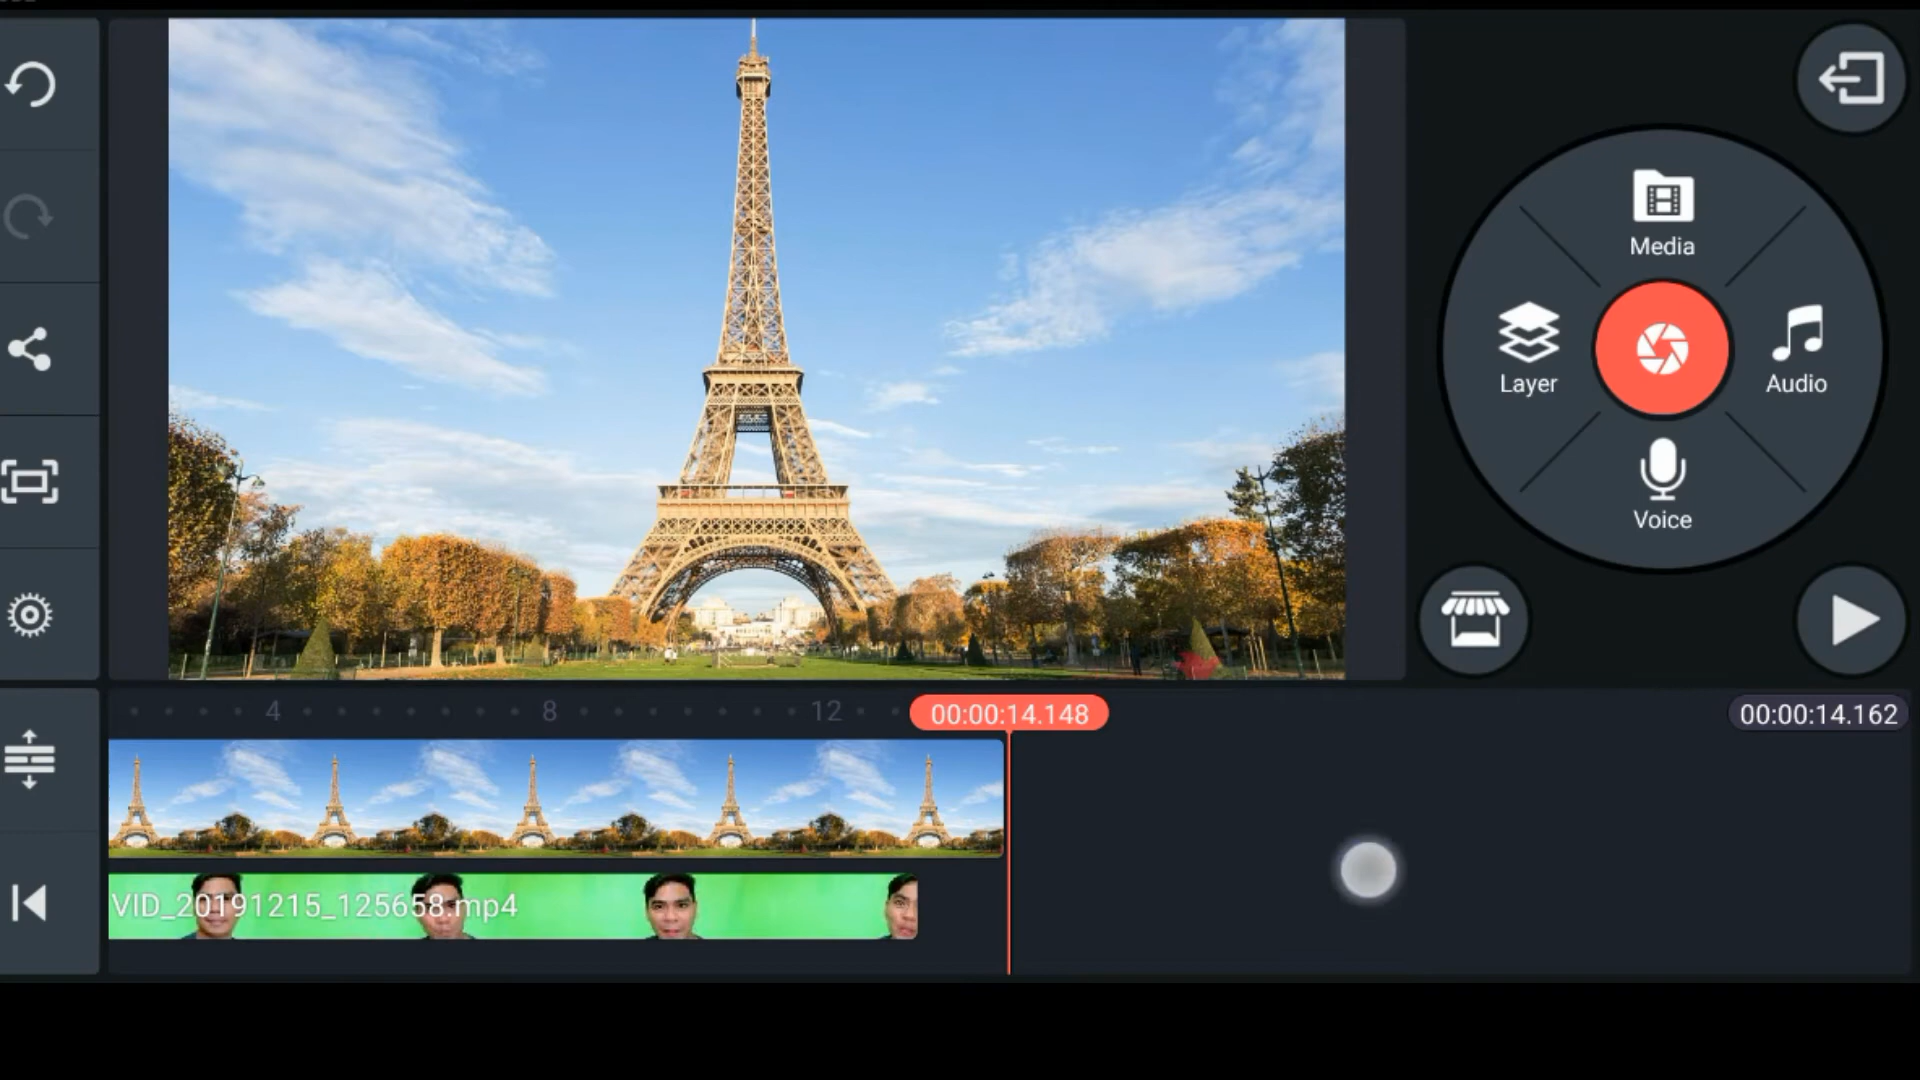 Media
Layer
Audio
Voice
4
8
12
00:00:14.148
00:00:14.162
VID_20191215_125658.mp4